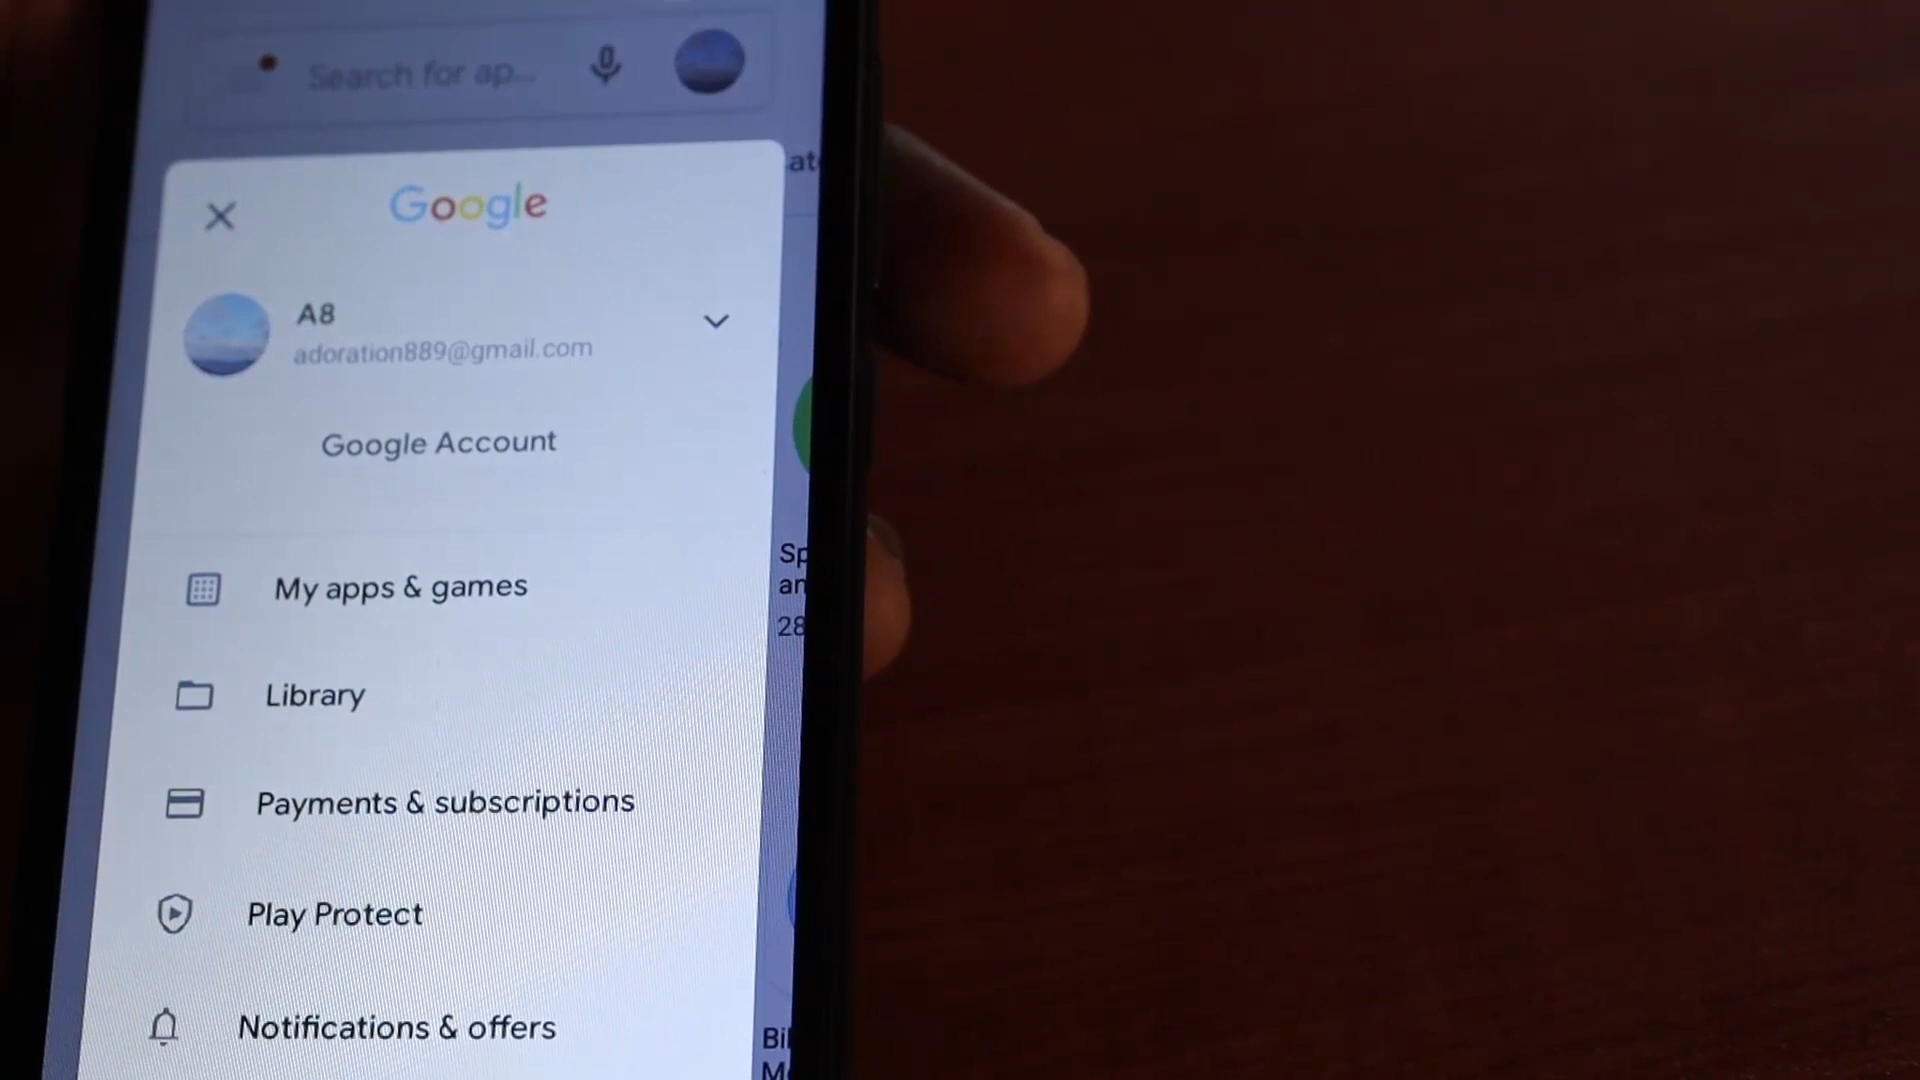 Search for ap...
Google
A8
adoration889@gmail.com
Google Account
My apps & games
Library
Payments & subscriptions
Play Protect
Notifications & offers
28